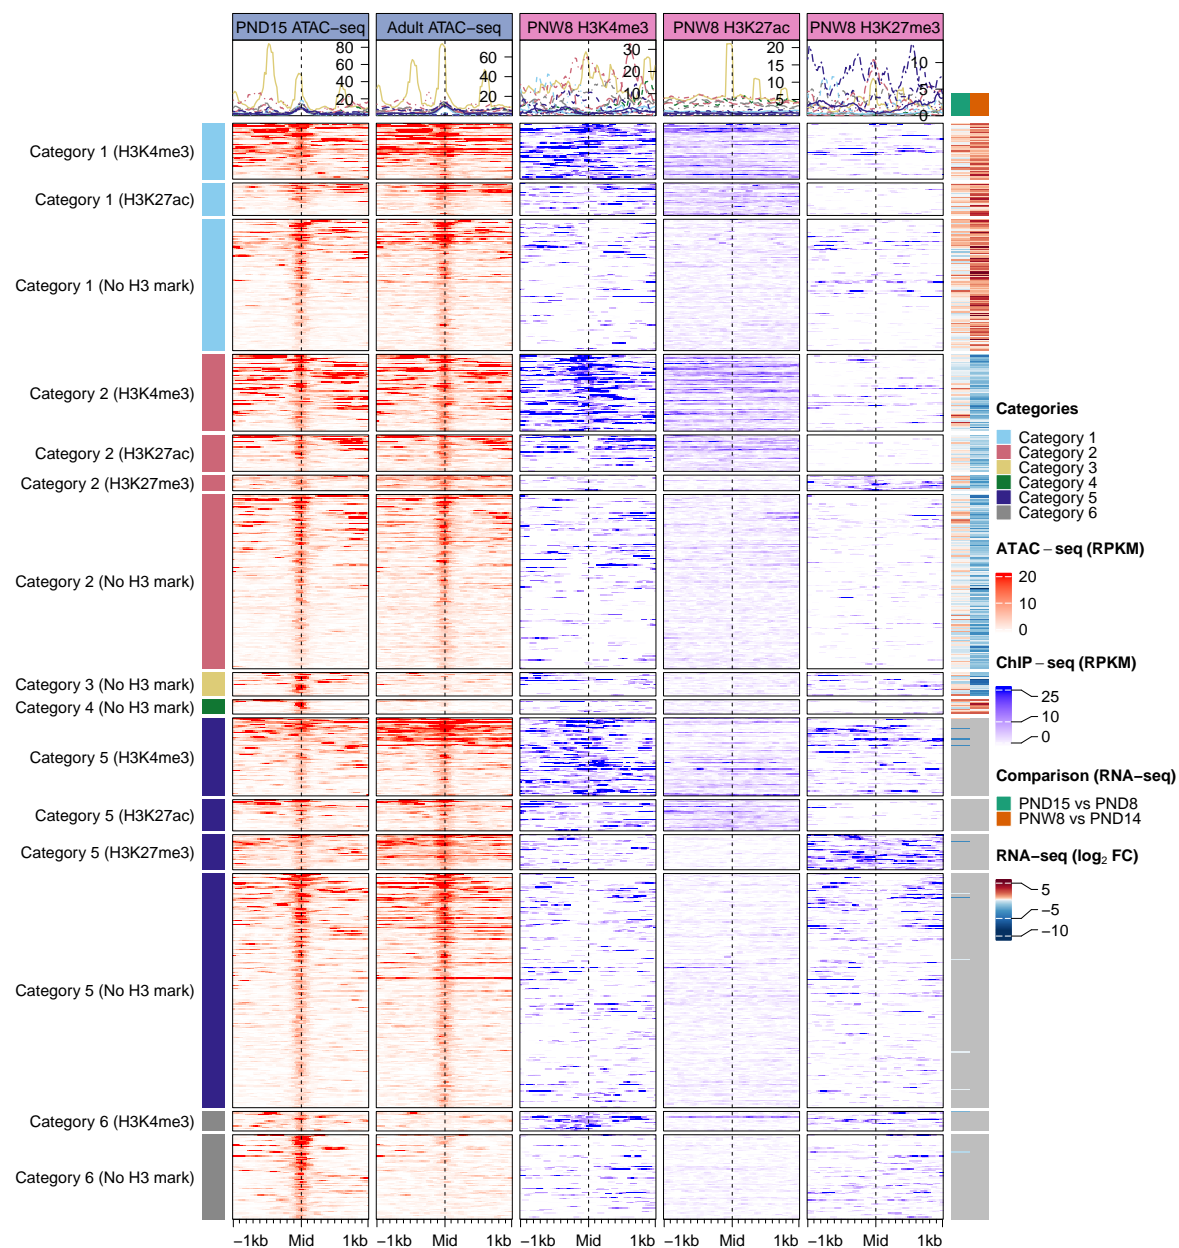 PND15 ATAC−seq
Adult ATAC−seq
PNW8 H3K4me3
PNW8 H3K27ac
PNW8 H3K27me3
80
60
40
20
60
40
20
30
20
10
20
15
10
5
10
5
0
Category 1 (H3K4me3)
Category 1 (H3K27ac)
Category 1 (No H3 mark)
Category 2 (H3K4me3)
Category 2 (H3K27ac)
Category 2 (H3K27me3)
Category 2 (No H3 mark)
Category 3 (No H3 mark)
Category 4 (No H3 mark)
Category 5 (H3K4me3)
Category 5 (H3K27ac)
Category 5 (H3K27me3)
Category 5 (No H3 mark)
Category 6 (H3K4me3)
Category 6 (No H3 mark)
−1kb Mid 1kb
−1kb Mid 1kb
−1kb Mid 1kb
−1kb Mid 1kb
−1kb Mid 1kb
Categories
Category 1
Category 2
Category 3
Category 4
Category 5
Category 6
ATAC−seq (RPKM)
20
10
0
ChIP−seq (RPKM)
25
10
0
Comparison (RNA−seq)
PND15 vs PND8
PNW8 vs PND14
RNA−seq (log₂ FC)
5
−5
−10